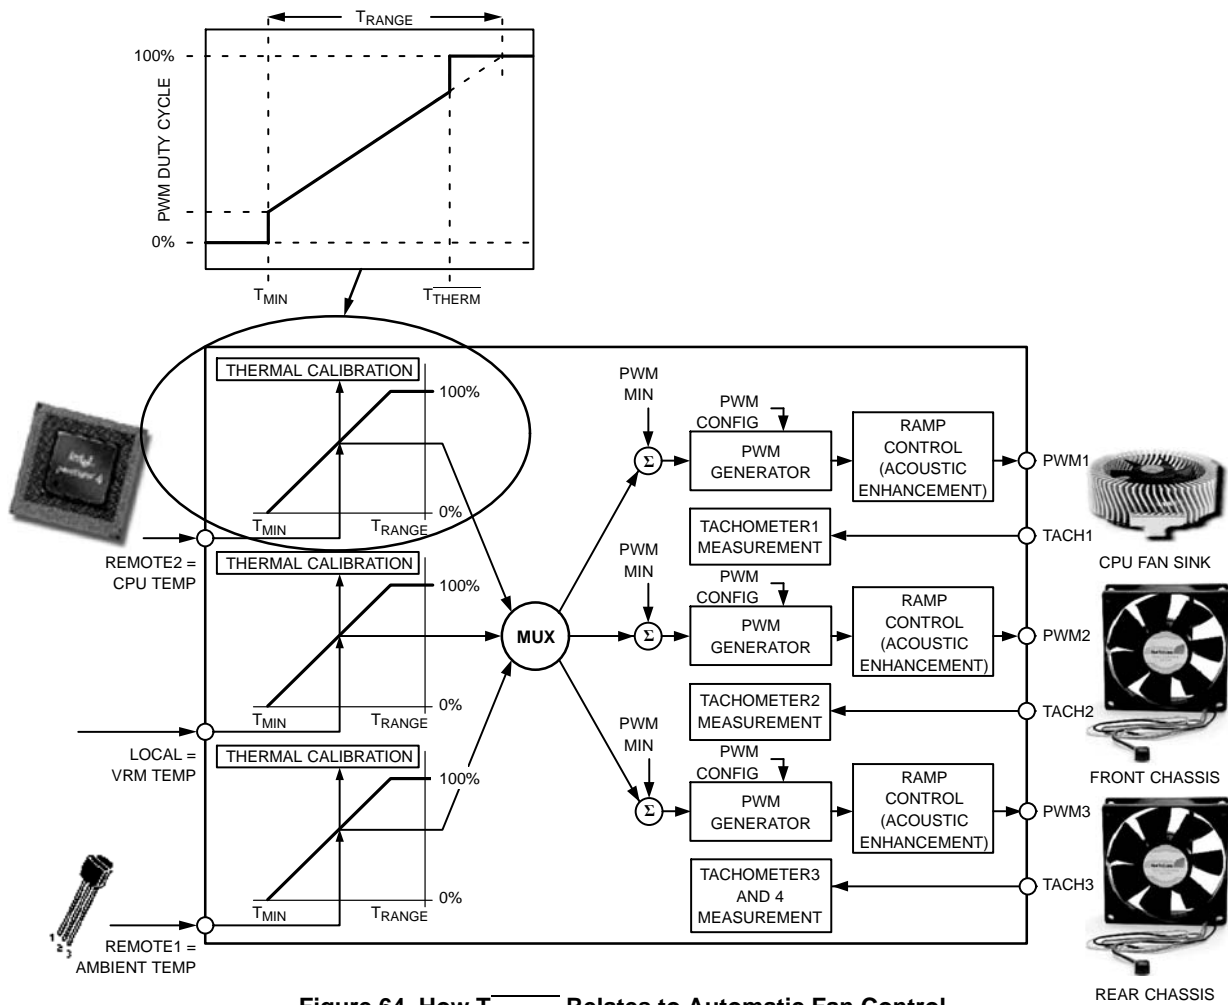 TRANGE
100%
PWM DUTY CYCLE
0%
TMIN
TTHERM
THERMAL CALIBRATION
100%
0%
TMIN
TRANGE
REMOTE2 =
CPU TEMP
THERMAL CALIBRATION
100%
0%
TMIN
TRANGE
LOCAL =
VRM TEMP
THERMAL CALIBRATION
100%
0%
TMIN
TRANGE
1
2
3
REMOTE1 =
AMBIENT TEMP
MUX
PWM
MIN
Σ
PWM
CONFIG
PWM
GENERATOR
RAMP
CONTROL
(ACOUSTIC
ENHANCEMENT)
PWM1
TACHOMETER1
MEASUREMENT
TACH1
CPU FAN SINK
PWM
MIN
Σ
PWM
CONFIG
PWM
GENERATOR
RAMP
CONTROL
(ACOUSTIC
ENHANCEMENT)
PWM2
TACHOMETER2
MEASUREMENT
TACH2
FRONT CHASSIS
PWM
MIN
Σ
PWM
CONFIG
PWM
GENERATOR
RAMP
CONTROL
(ACOUSTIC
ENHANCEMENT)
PWM3
TACHOMETER3
AND 4
MEASUREMENT
TACH3
REAR CHASSIS
Figure 64. How T Relates to Automatic Fan Control